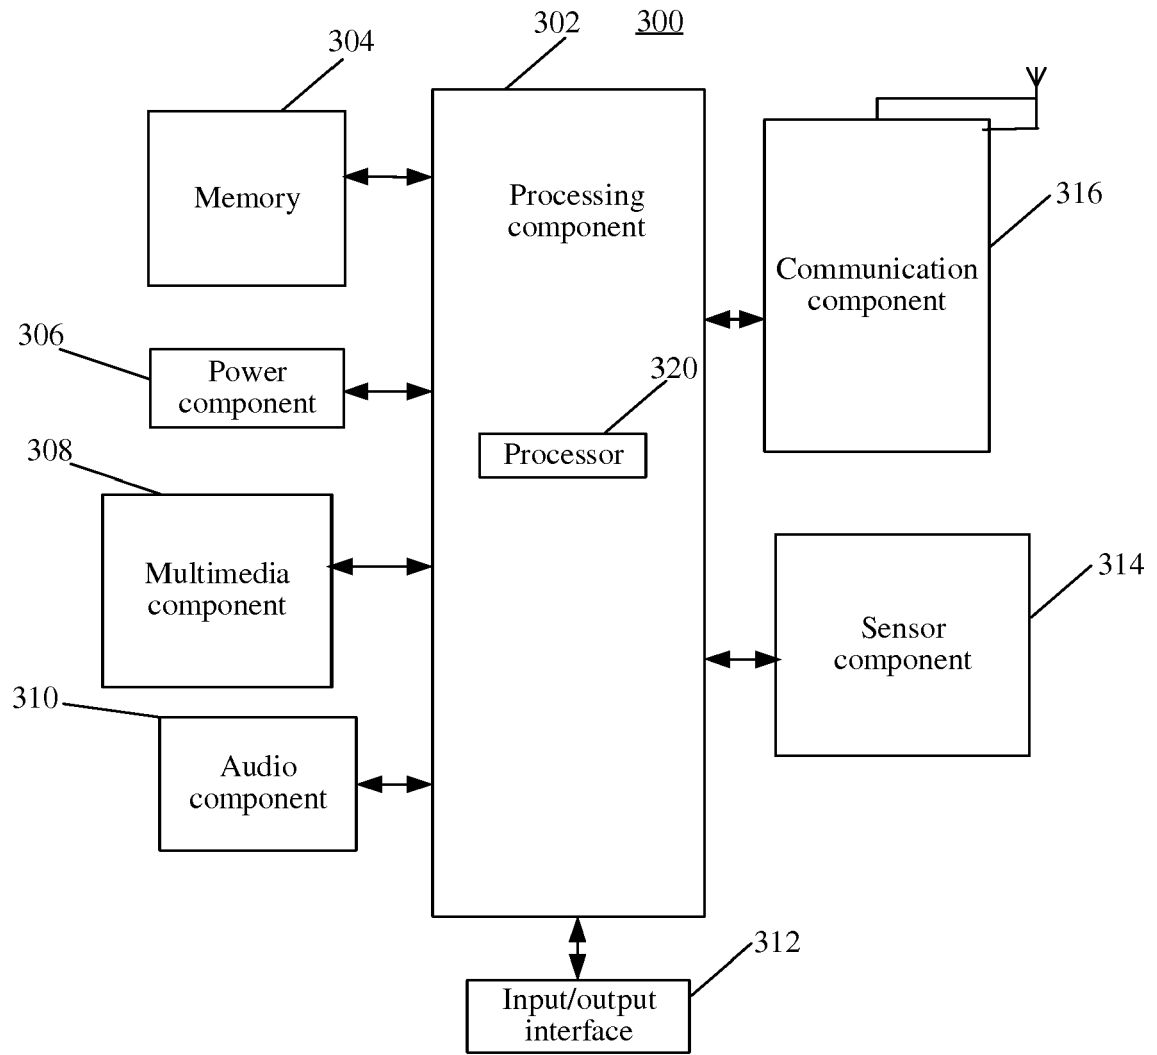 302
300
304
Memory
Processing
component
316
Communication
component
306
Power
component
320
Processor
308
Multimedia
component
314
Sensor
component
310
Audio
component
312
Input/output
interface